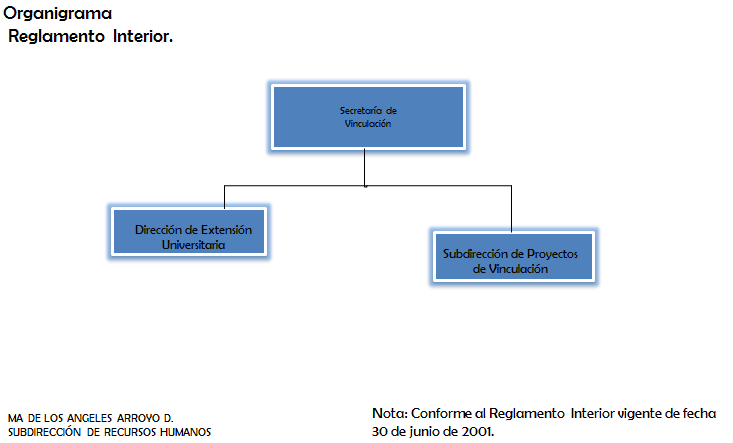 Organigrama
Reglamento Interior.
Secretaría de
Vinculación
Dirección de Extensión
Universitaria
Subdirección de Proyectos
de Vinculación
MA DE LOS ANGELES ARROYO D.
SUBDIRECCIÓN DE RECURSOS HUMANOS
Nota: Conforme al Reglamento Interior vigente de fecha
30 de junio de 2001.